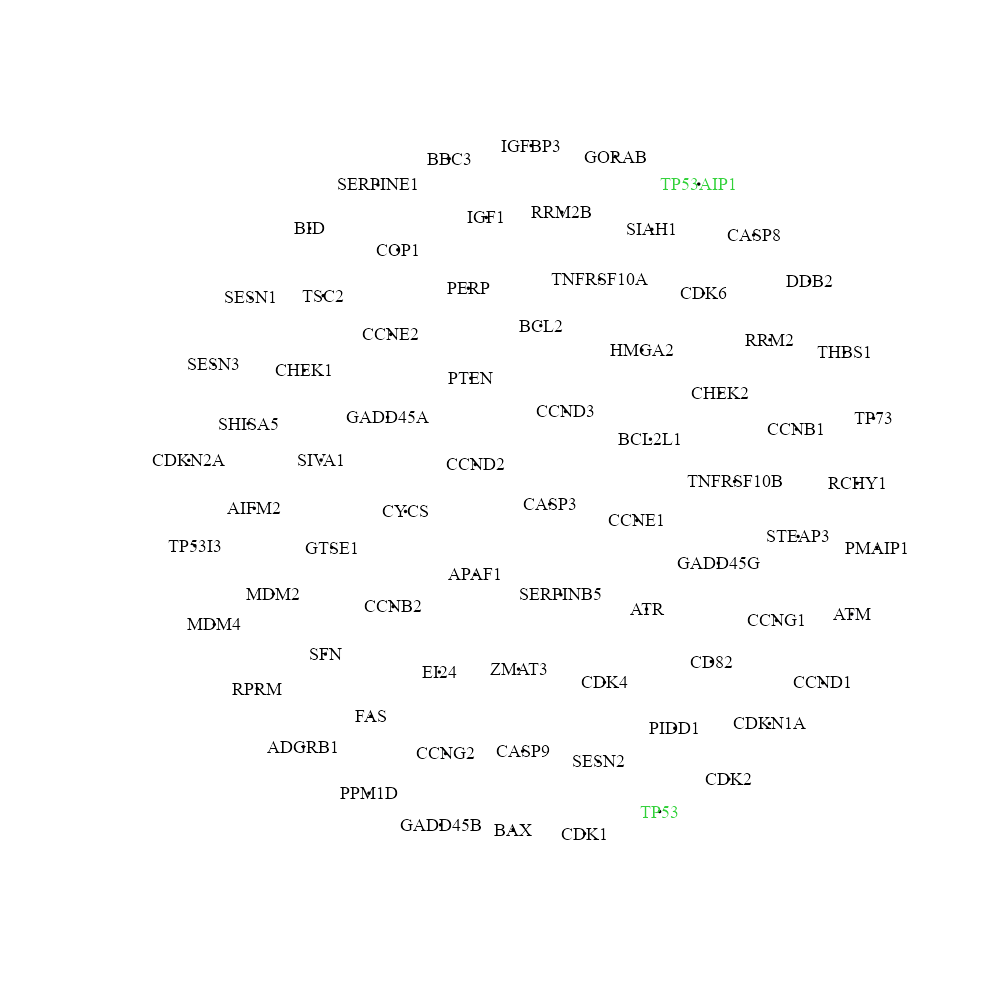 IGFBP3
BBC3
GORAB
SERPINE1
TP53AIP1
IGF1
RRM2B
BID
SIAH1
CASP8
COP1
PERP
TNFRSF10A
DDB2
SESN1
TSC2
CDK6
CCNE2
BCL2
RRM2
HMGA2
THBS1
SESN3
CHEK1
PTEN
CHEK2
GADD45A
CCND3
TP73
SHISA5
CCNB1
BCL2L1
CDKN2A
SIVA1
CCND2
TNFRSF10B
RCHY1
AIFM2
CYCS
CASP3
CCNE1
STEAP3
TP53I3
GTSE1
PMAIP1
GADD45G
APAF1
MDM2
SERPINB5
CCNB2
ATR
ATM
MDM4
CCNG1
SFN
CD82
EI24
ZMAT3
CDK4
CCND1
RPRM
FAS
PIDD1
CDKN1A
ADGRB1
CCNG2
CASP9
SESN2
CDK2
PPM1D
TP53
GADD45B
BAX
CDK1